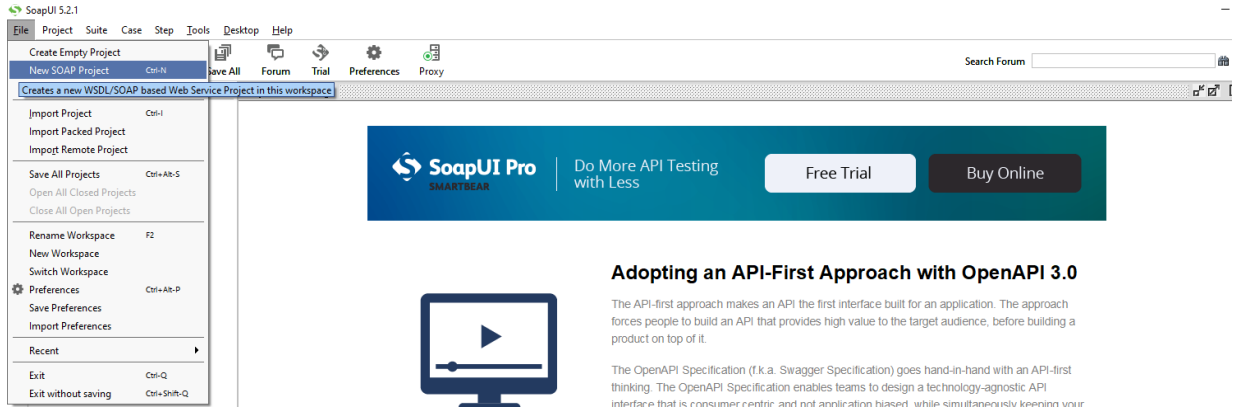 SoapUI 5.2.1
File Project Suite Case Step Tools Desktop Help
Create Empty Project
New SOAP Project Ctrl-N
Save All Forum Trial Preferences Proxy
Search Forum
Creates a new WSDL/SOAP based Web Service Project in this workspace
Import Project Ctrl-I
Import Packed Project
Import Remote Project
Save All Projects Ctrl+Alt-S
Open All Closed Projects
Close All Open Projects
Rename Workspace F2
New Workspace
Switch Workspace
Preferences Ctrl+Alt-P
Save Preferences
Import Preferences
Recent
Exit Ctrl-Q
Exit without saving Ctrl+Shift-Q
SoapUI Pro
SMARTBEAR
Do More API Testing
with Less
Free Trial
Buy Online
Adopting an API-First Approach with OpenAPI 3.0
The API-first approach makes an API the first interface built for an application. The approach
forces people to build an API that provides high value to the target audience, before building a
product on top of it.
The OpenAPI Specification (f.k.a. Swagger Specification) goes hand-in-hand with an API-first
thinking. The OpenAPI Specification enables teams to design a technology-agnostic API
interface that is consumer centric and not application biased, while simultaneously keeping your